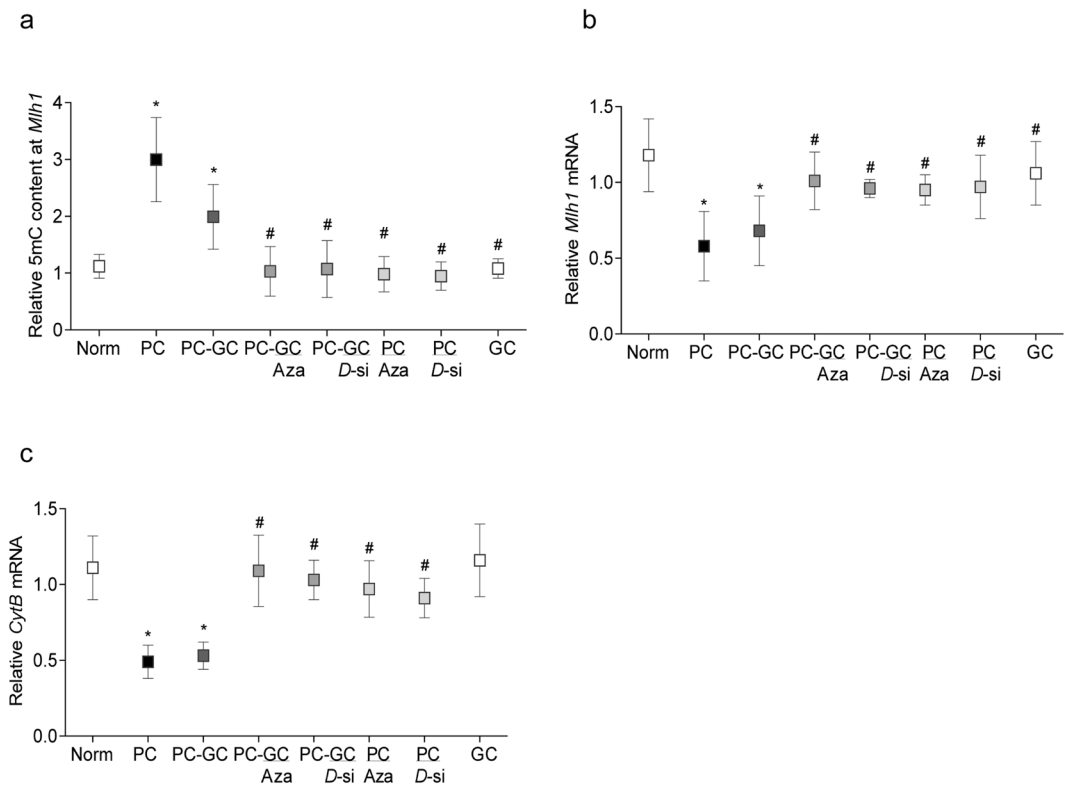 a
Relative 5mC content at Mlh1
4
3
2
1
0
* * # # # # #
Norm PC PC-GC PC-GC PC-GC PC PC GC
Aza D-si Aza D-si
b
Relative Mlh1 mRNA
1.5
1.0
0.5
0.0
* * # # # # #
Norm PC PC-GC PC-GC PC-GC PC PC GC
Aza D-si Aza D-si
c
Relative CytB mRNA
1.5
1.0
0.5
0.0
* * # # # #
Norm PC PC-GC PC-GC PC-GC PC PC GC
Aza D-si Aza D-si